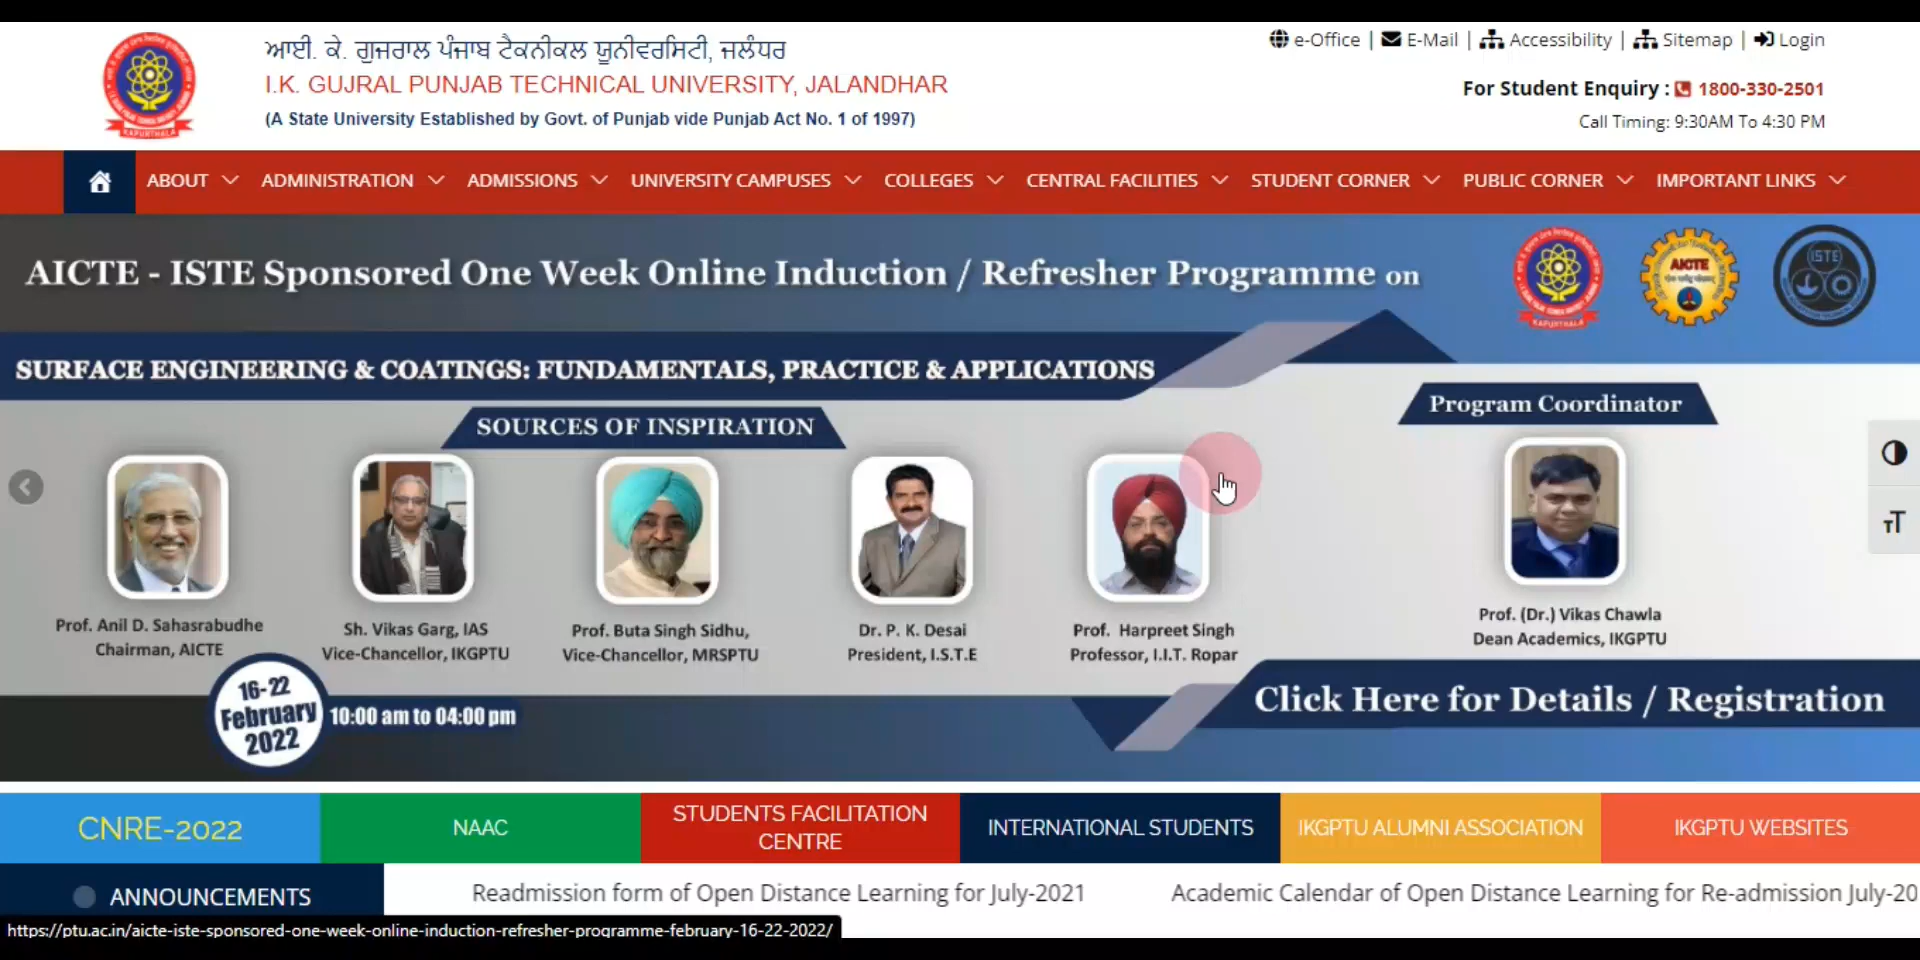 ਆਈ. ਕੇ. ਗੁਜਰਾਲ ਪੰਜਾਬ ਟੈਕਨੀਕਲ ਯੂਨੀਵਰਸਿਟੀ, ਜਲੰਧਰ
I.K. GUJRAL PUNJAB TECHNICAL UNIVERSITY, JALANDHAR
(A State University Established by Govt. of Punjab vide Punjab Act No. 1 of 1997)
KAPURTHALA
e-Office | E-Mail | Accessibility | Sitemap | Login
For Student Enquiry : 1800-330-2501
Call Timing: 9:30AM To 4:30 PM
ABOUT ADMINISTRATION ADMISSIONS UNIVERSITY CAMPUSES COLLEGES CENTRAL FACILITIES STUDENT CORNER PUBLIC CORNER IMPORTANT LINKS
AICTE - ISTE Sponsored One Week Online Induction / Refresher Programme on
KAPURTHALA
AICTE
ISTE
SURFACE ENGINEERING & COATINGS: FUNDAMENTALS, PRACTICE & APPLICATIONS
SOURCES OF INSPIRATION
Program Coordinator
Prof. Anil D. Sahasrabudhe
Chairman, AICTE
Sh. Vikas Garg, IAS
Vice-Chancellor, IKGPTU
Prof. Buta Singh Sidhu,
Vice-Chancellor, MRSPTU
Dr. P. K. Desai
President, I.S.T.E
Prof. Harpreet Singh
Professor, I.I.T. Ropar
Prof. (Dr.) Vikas Chawla
Dean Academics, IKGPTU
16-22
February
2022
10:00 am to 04:00 pm
Click Here for Details / Registration
TT
CNRE-2022
NAAC
STUDENTS FACILITATION
CENTRE
INTERNATIONAL STUDENTS
IKGPTU ALUMNI ASSOCIATION
IKGPTU WEBSITES
ANNOUNCEMENTS
Readmission form of Open Distance Learning for July-2021
Academic Calendar of Open Distance Learning for Re-admission July-20
https://ptu.ac.in/aicte-iste-sponsored-one-week-online-induction-refresher-programme-february-16-22-2022/